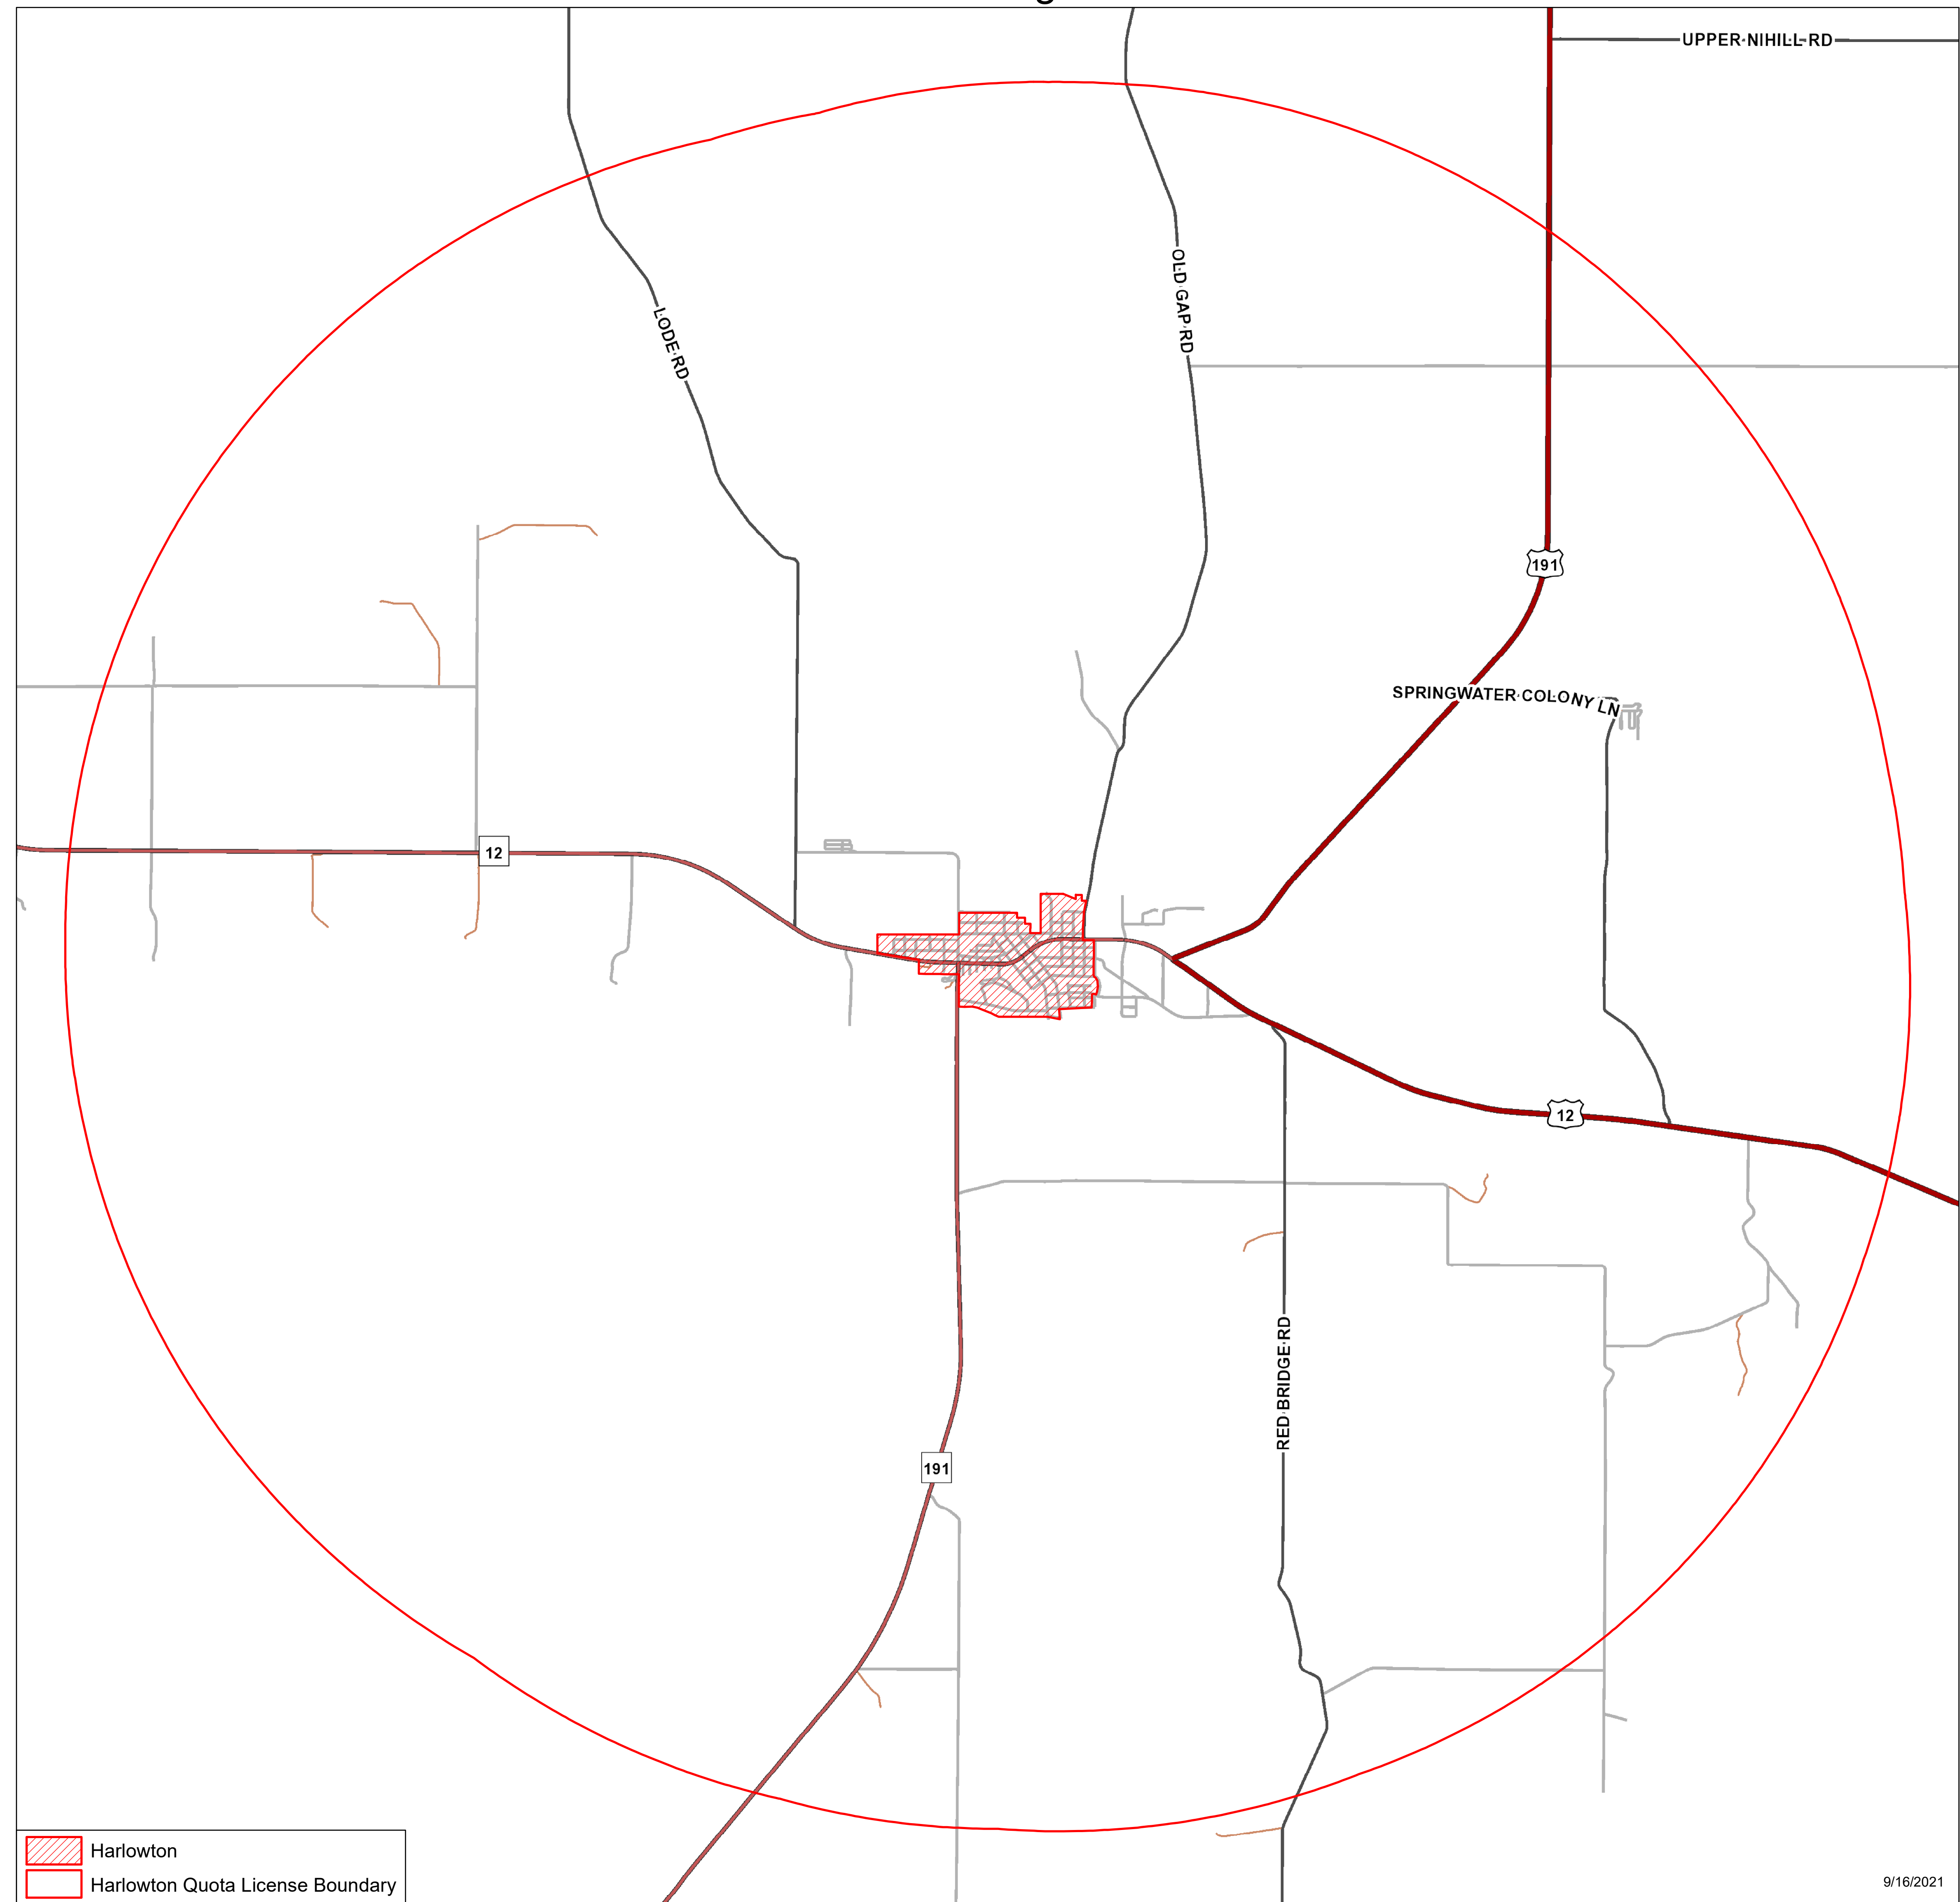 UPPER NIHILL RD
OLD GAP RD
LODE RD
191
SPRINGWATER COLONY LN
12
12
RED BRIDGE RD
191
Harlowton
Harlowton Quota License Boundary
9/16/2021